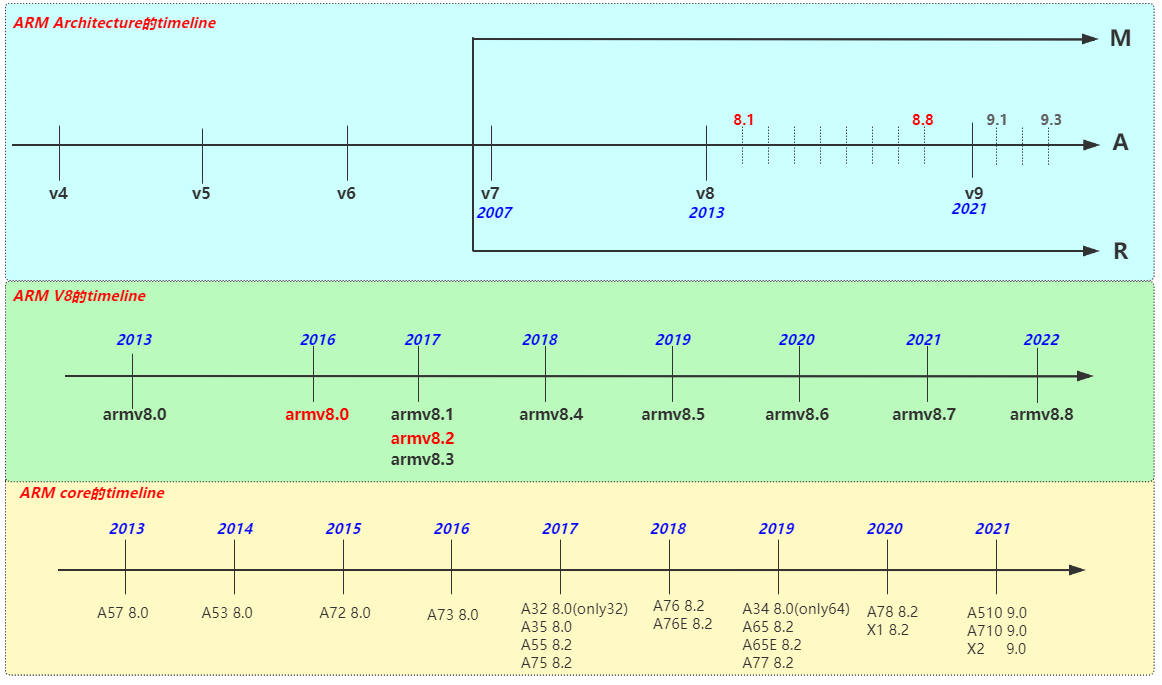 ARM Architecture的timeline
M
8.1
8.8
9.1
9.3
A
v4
v5
v6
v7
v8
v9
2007
2013
2021
R
ARM V8的timeline
2013
2016
2017
2018
2019
2020
2021
2022
armv8.0
armv8.0
armv8.1
armv8.4
armv8.5
armv8.6
armv8.7
armv8.8
armv8.2
armv8.3
ARM core的timeline
2013
2014
2015
2016
2017
2018
2019
2020
2021
A57 8.0
A53 8.0
A72 8.0
A73 8.0
A32 8.0(only32)
A35 8.0
A55 8.2
A75 8.2
A76 8.2
A76E 8.2
A34 8.0(only64)
A65 8.2
A65E 8.2
A77 8.2
A78 8.2
X1 8.2
A510 9.0
A710 9.0
X2 9.0